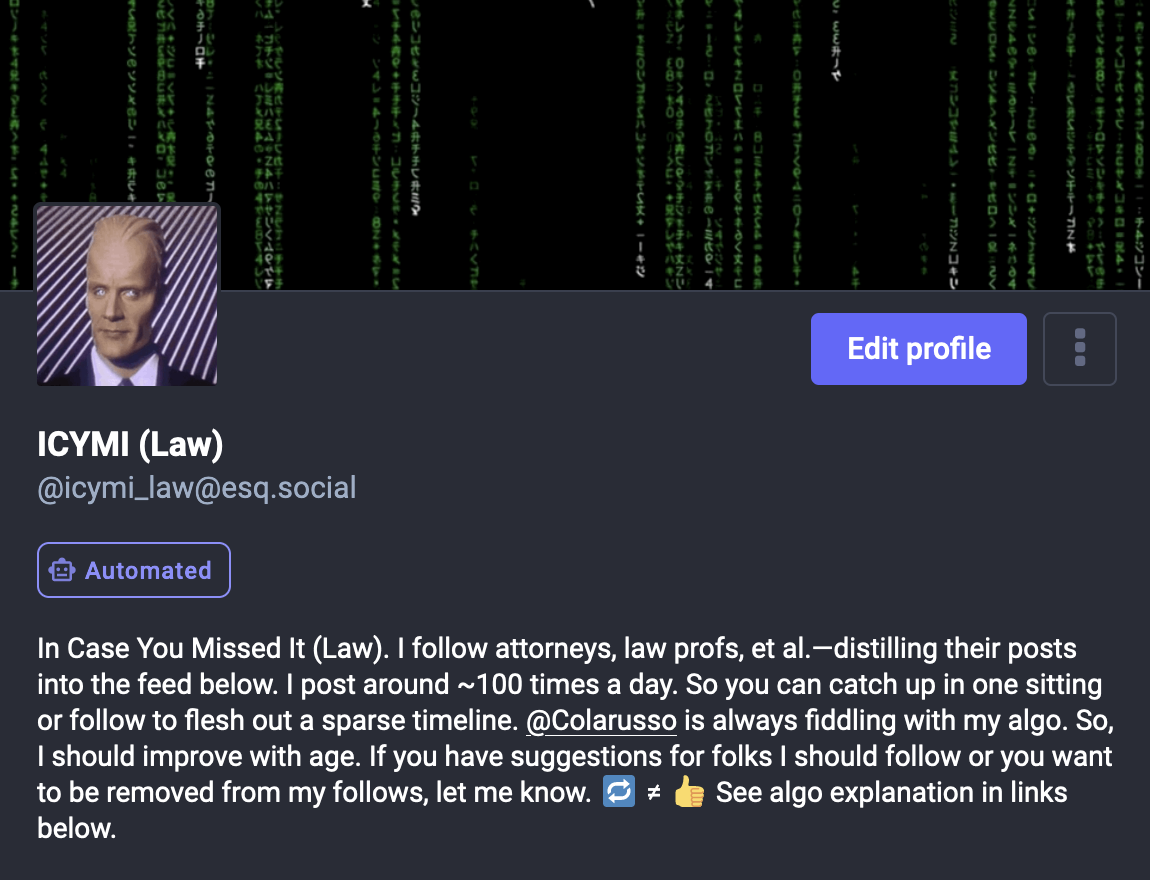 Edit profile
ICYMI (Law)
@icymi_law@esq.social
Automated
In Case You Missed It (Law). I follow attorneys, law profs, et al.—distilling their posts
into the feed below. I post around ~100 times a day. So you can catch up in one sitting
or follow to flesh out a sparse timeline. @Colarusso is always fiddling with my algo. So,
I should improve with age. If you have suggestions for folks I should follow or you want
to be removed from my follows, let me know. 🔁 ≠ 👍 See algo explanation in links
below.